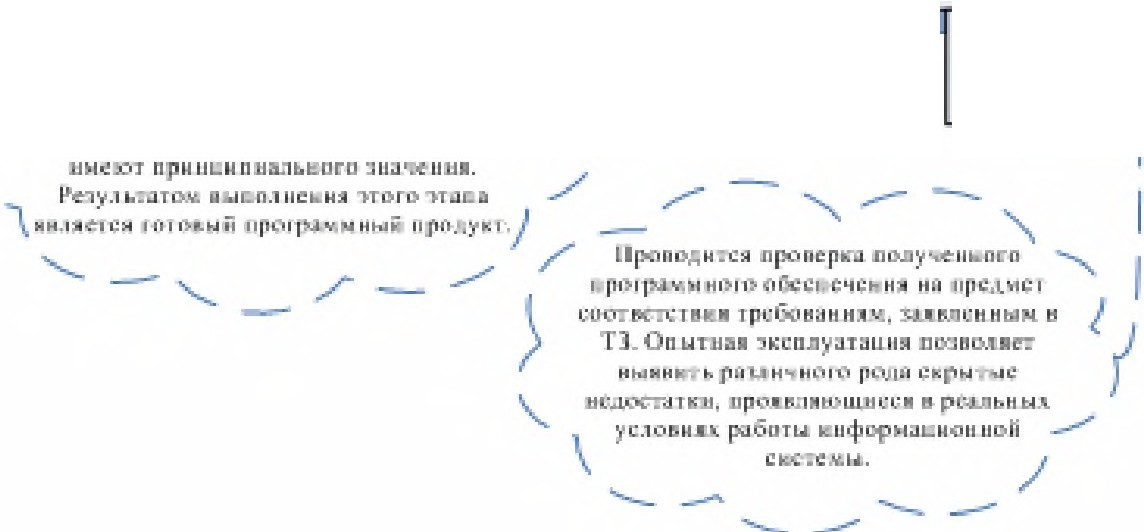 имеют принципиального значения.
Результатом выполнения этого этапа
является готовый программный продукт.
Проводится проверка полученного
программного обеспечения на предмет
соответствия требованиям, заявленным в
ТЗ. Опытная эксплуатация позволяет
выявить различного рода скрытые
недостатки, проявляющиеся в реальных
условиях работы информационной
системы.